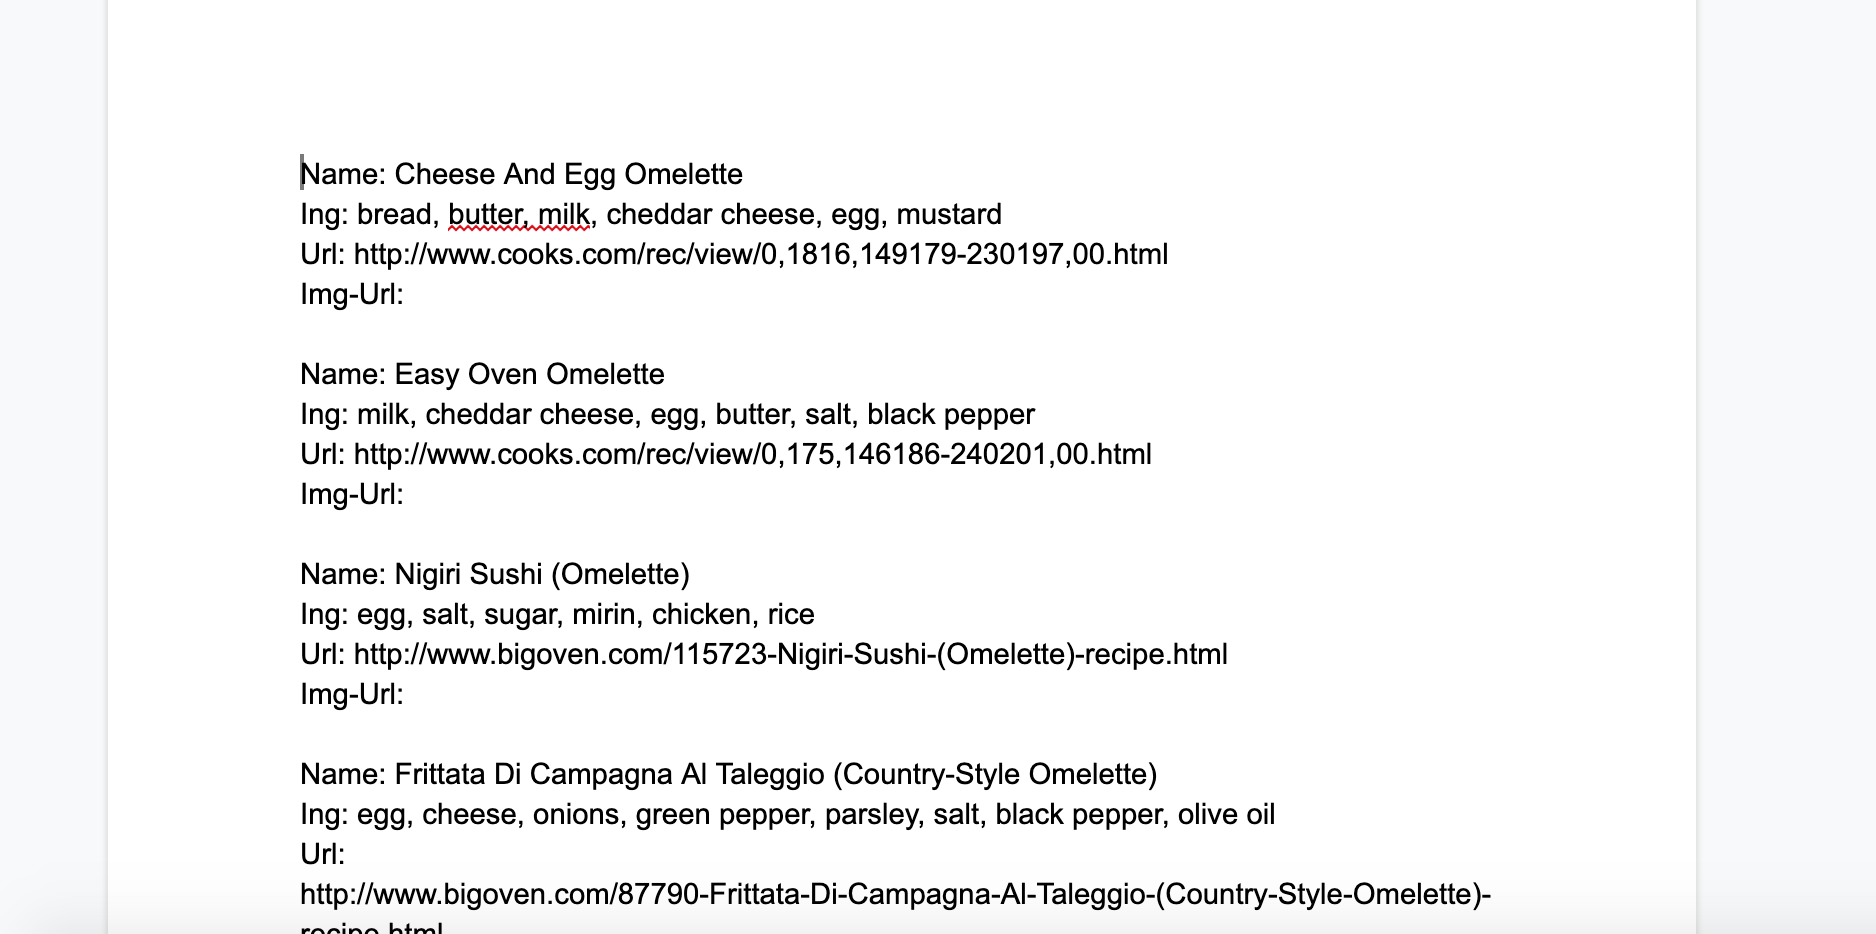 Name: Cheese And Egg Omelette
Ing: bread, butter, milk, cheddar cheese, egg, mustard
Url: http://www.cooks.com/rec/view/0,1816,149179-230197,00.html
Img-Url:
Name: Easy Oven Omelette
Ing: milk, cheddar cheese, egg, butter, salt, black pepper
Url: http://www.cooks.com/rec/view/0,175,146186-240201,00.html
Img-Url:
Name: Nigiri Sushi (Omelette)
Ing: egg, salt, sugar, mirin, chicken, rice
Url: http://www.bigoven.com/115723-Nigiri-Sushi-(Omelette)-recipe.html
Img-Url:
Name: Frittata Di Campagna Al Taleggio (Country-Style Omelette)
Ing: egg, cheese, onions, green pepper, parsley, salt, black pepper, olive oil
Url:
http://www.bigoven.com/87790-Frittata-Di-Campagna-Al-Taleggio-(Country-Style-Omelette)-
recipe.html